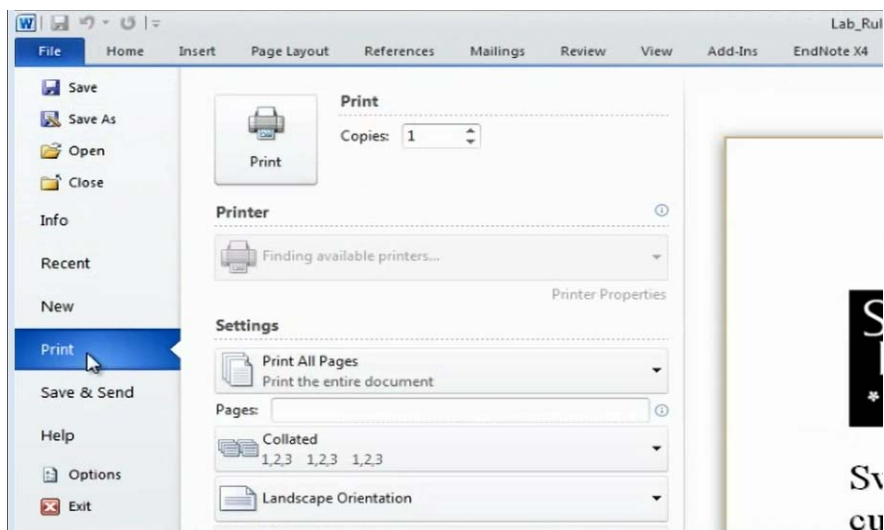 Lab_Rul
File Home Insert Page Layout References Mailings Review View Add-Ins EndNote X4
Save
Save As
Open
Close
Info
Recent
New
Print
Save & Send
Help
Options
Exit
Print
Print
Copies: 1
Printer
Finding available printers...
Printer Properties
Settings
Print All Pages
Print the entire document
Pages:
Collated
1,2,3 1,2,3 1,2,3
Landscape Orientation